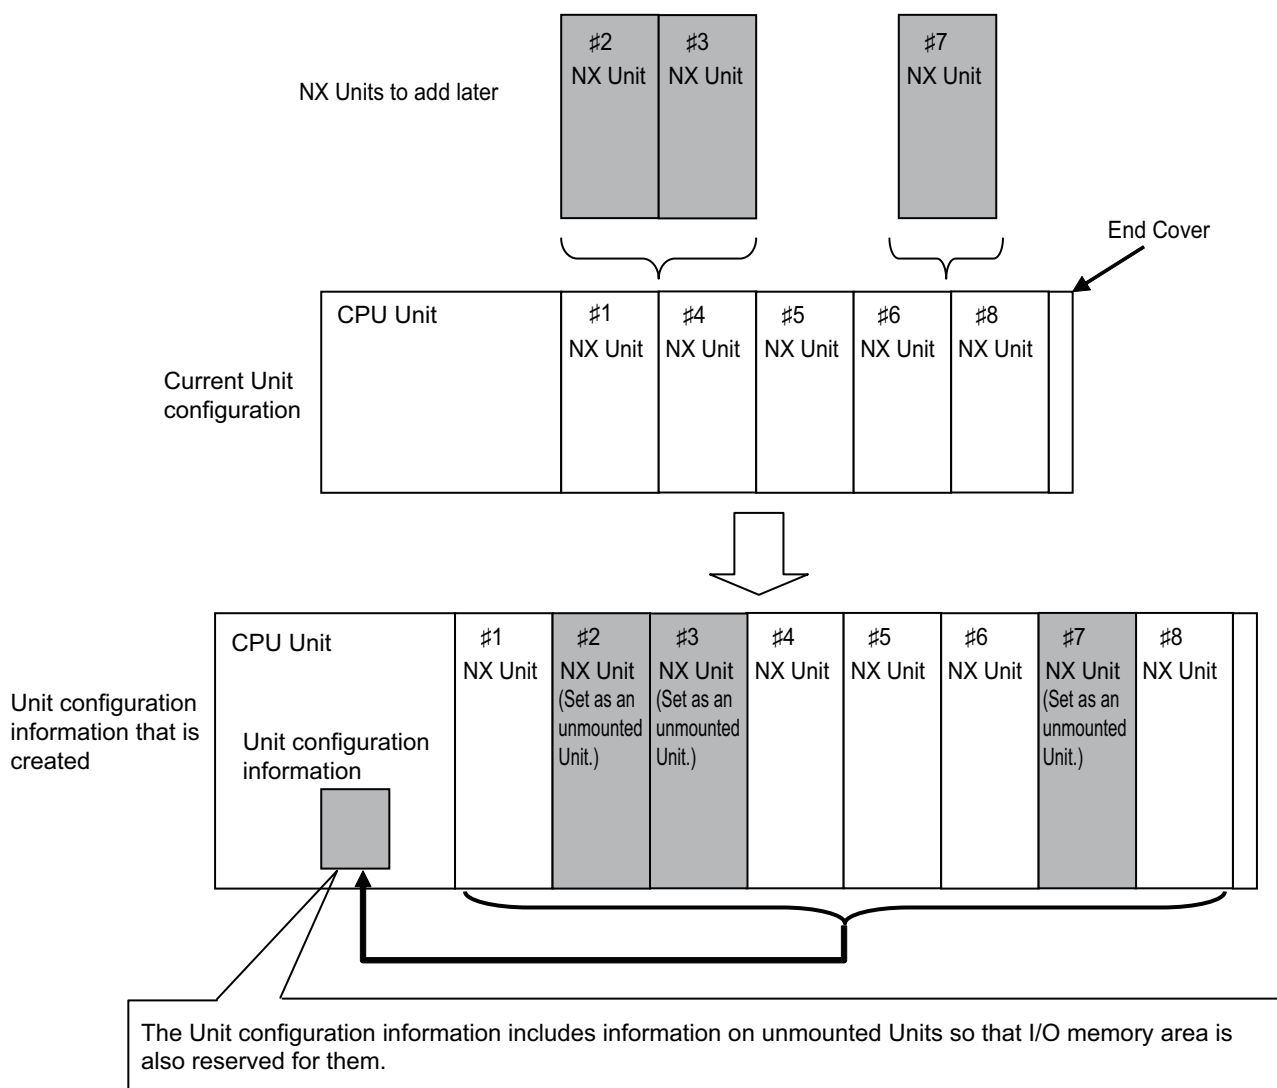 ♯2
NX Unit
♯3
NX Unit
♯7
NX Unit
NX Units to add later
End Cover
CPU Unit
♯1
NX Unit
♯4
NX Unit
♯5
NX Unit
♯6
NX Unit
♯8
NX Unit
Current Unit
configuration
CPU Unit
♯1
NX Unit
♯2
NX Unit
(Set as an
unmounted
Unit.)
♯3
NX Unit
(Set as an
unmounted
Unit.)
♯4
NX Unit
♯5
NX Unit
♯6
NX Unit
♯7
NX Unit
(Set as an
unmounted
Unit.)
♯8
NX Unit
Unit configuration
information that is
created
Unit configuration
information
The Unit configuration information includes information on unmounted Units so that I/O memory area is
also reserved for them.